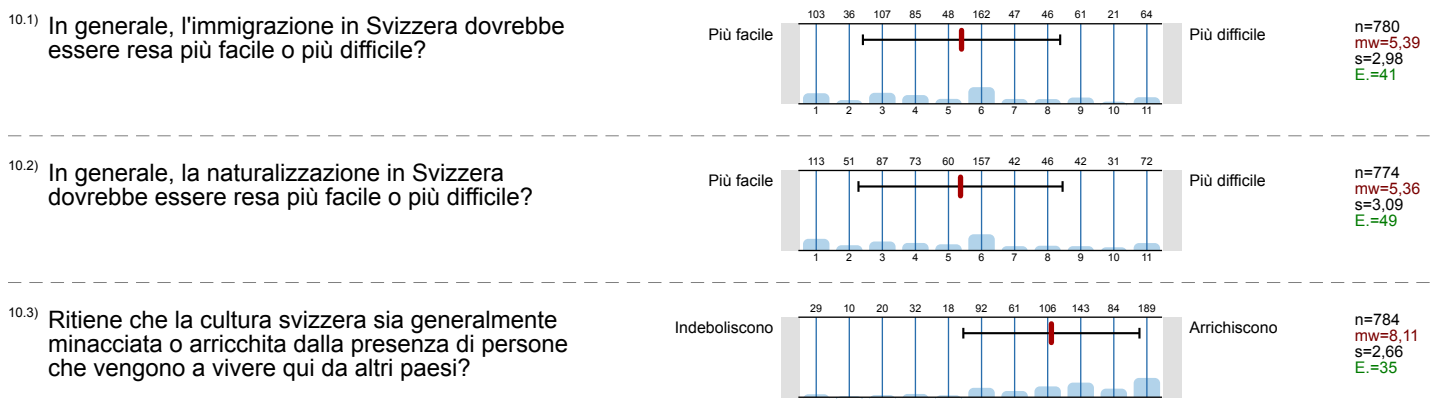 10.1) In generale, l'immigrazione in Svizzera dovrebbe
essere resa più facile o più difficile?
103 36 107 85 48 162 47 46 61 21 64
Più facile
Più difficile
1 2 3 4 5 6 7 8 9 10 11
n=780
mw=5,39
s=2,98
E.=41
10.2) In generale, la naturalizzazione in Svizzera
dovrebbe essere resa più facile o più difficile?
113 51 87 73 60 157 42 46 42 31 72
Più facile
Più difficile
1 2 3 4 5 6 7 8 9 10 11
n=774
mw=5,36
s=3,09
E.=49
10.3) Ritiene che la cultura svizzera sia generalmente
minacciata o arricchita dalla presenza di persone
che vengono a vivere qui da altri paesi?
29 10 20 32 18 92 61 106 143 84 189
Indeboliscono
Arrichiscono
n=784
mw=8,11
s=2,66
E.=35